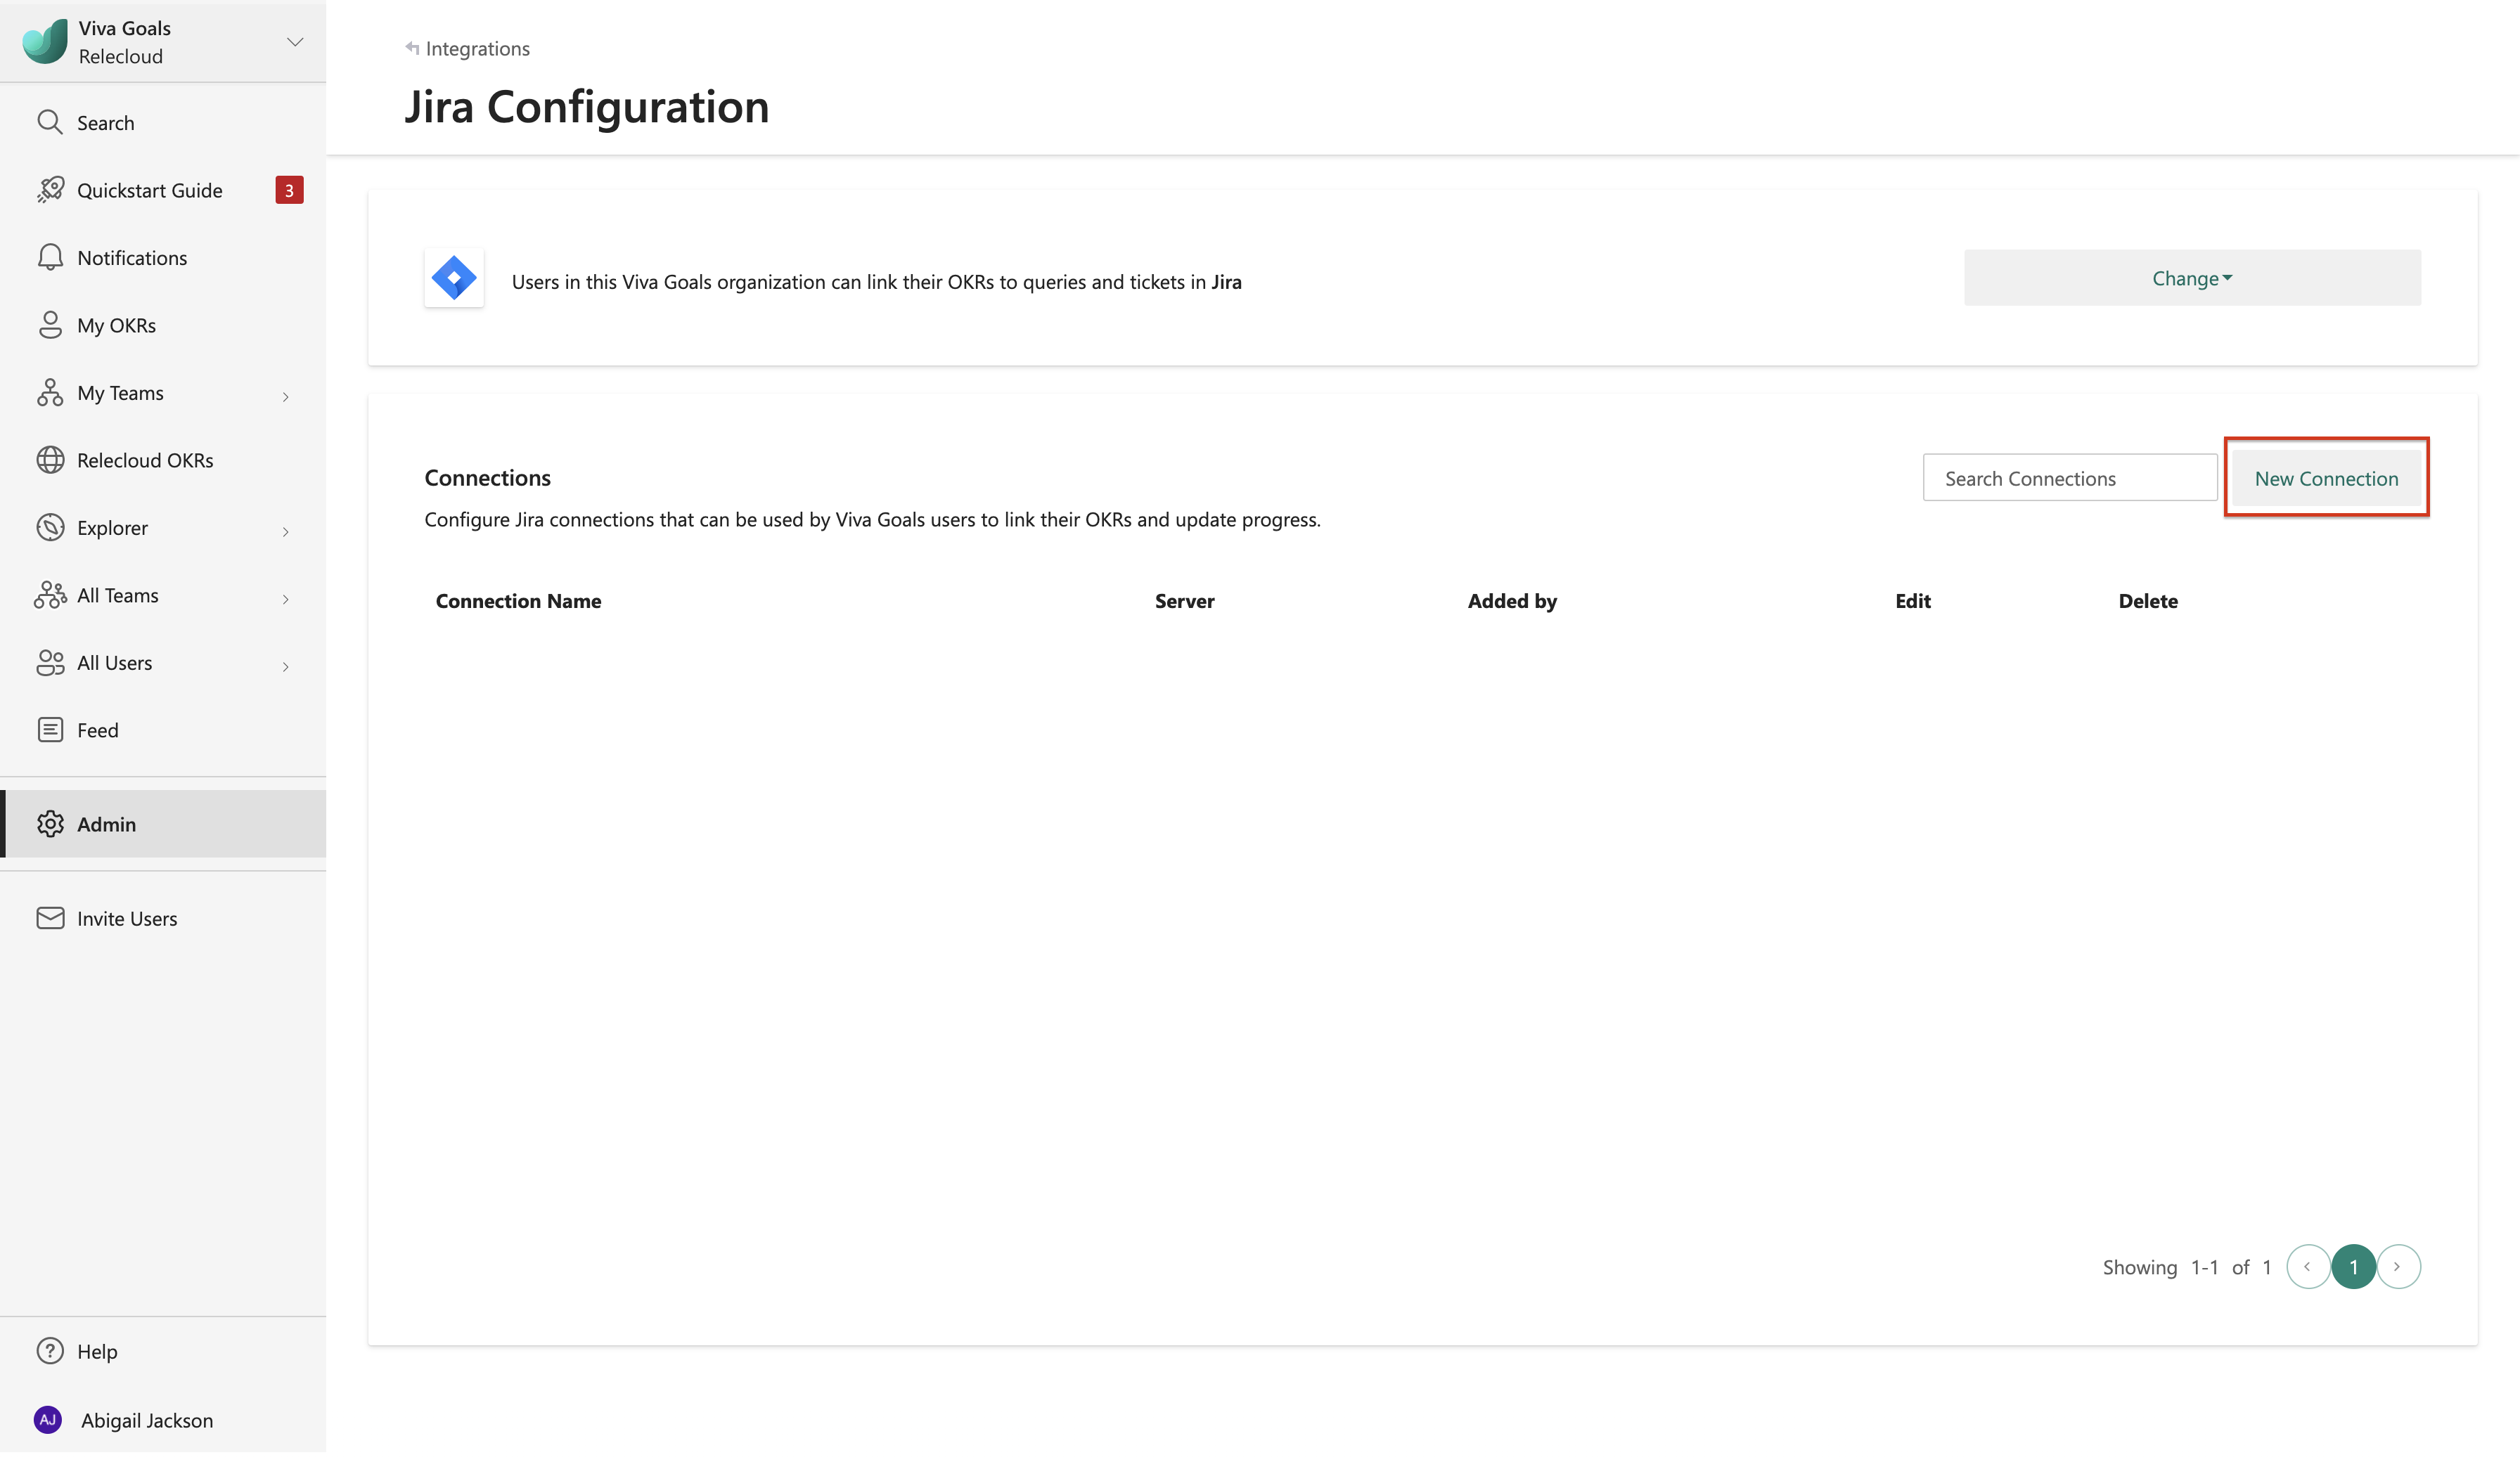 Viva Goals
Relecloud
Search
Quickstart Guide 3
Notifications
My OKRs
My Teams
Relecloud OKRs
Explorer
All Teams
All Users
Feed
Admin
Invite Users
Help
AJ Abigail Jackson
Integrations
Jira Configuration
Users in this Viva Goals organization can link their OKRs to queries and tickets in Jira
Change
Connections
Search Connections
New Connection
Configure Jira connections that can be used by Viva Goals users to link their OKRs and update progress.
Connection Name Server Added by Edit Delete
Showing 1-1 of 1 < 1 >